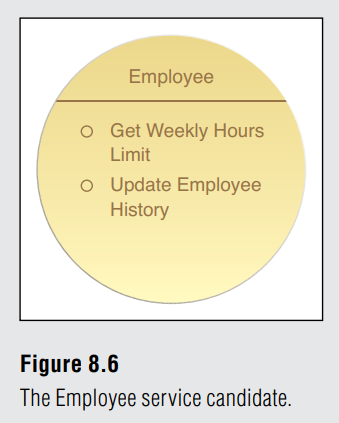 Employee
Get Weekly Hours
Limit
Update Employee
History
Figure 8.6
The Employee service candidate.